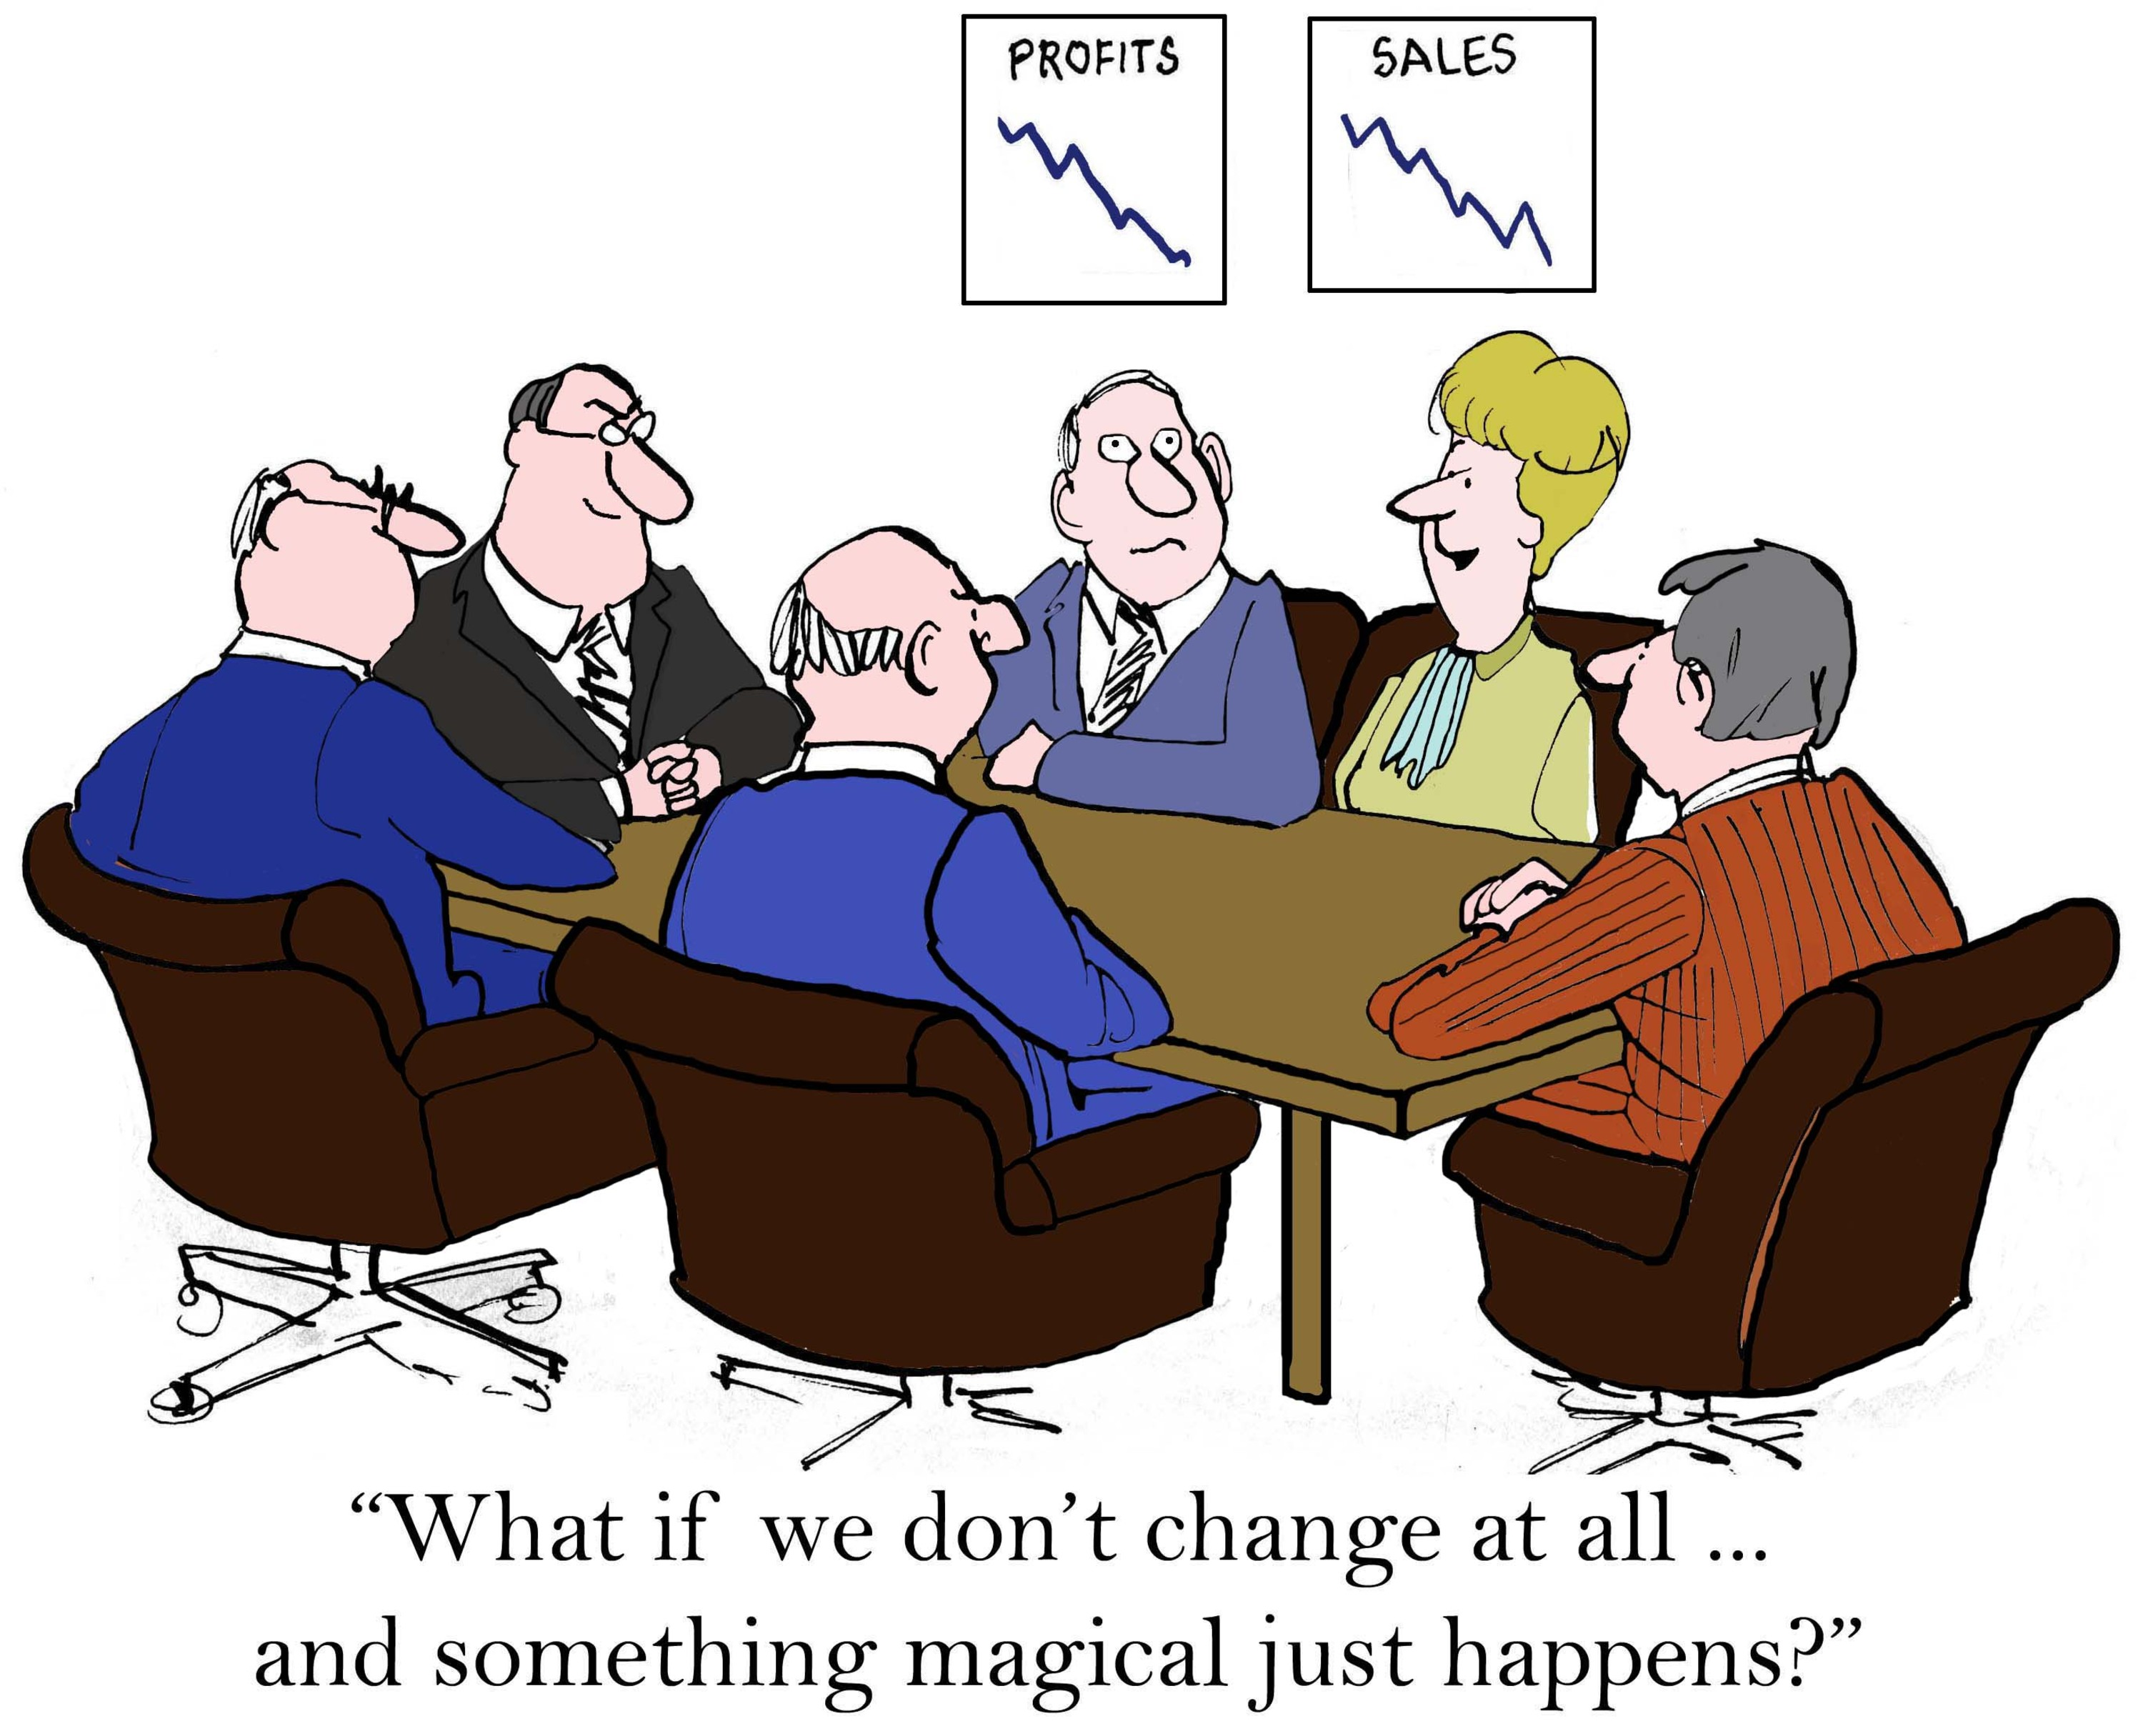 PROFITS
SALES
“What if we don’t change at all ...
and something magical just happens?”